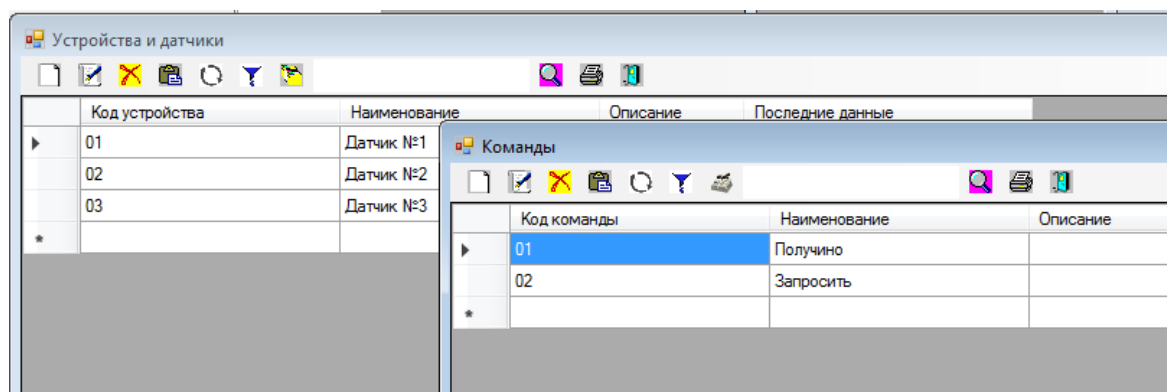 Устройства и датчики
Код устройства Наименование Описание Последние данные
01 Датчик №1
02 Датчик №2
03 Датчик №3
Команды
Код команды Наименование Описание
01 Получино
02 Запросить